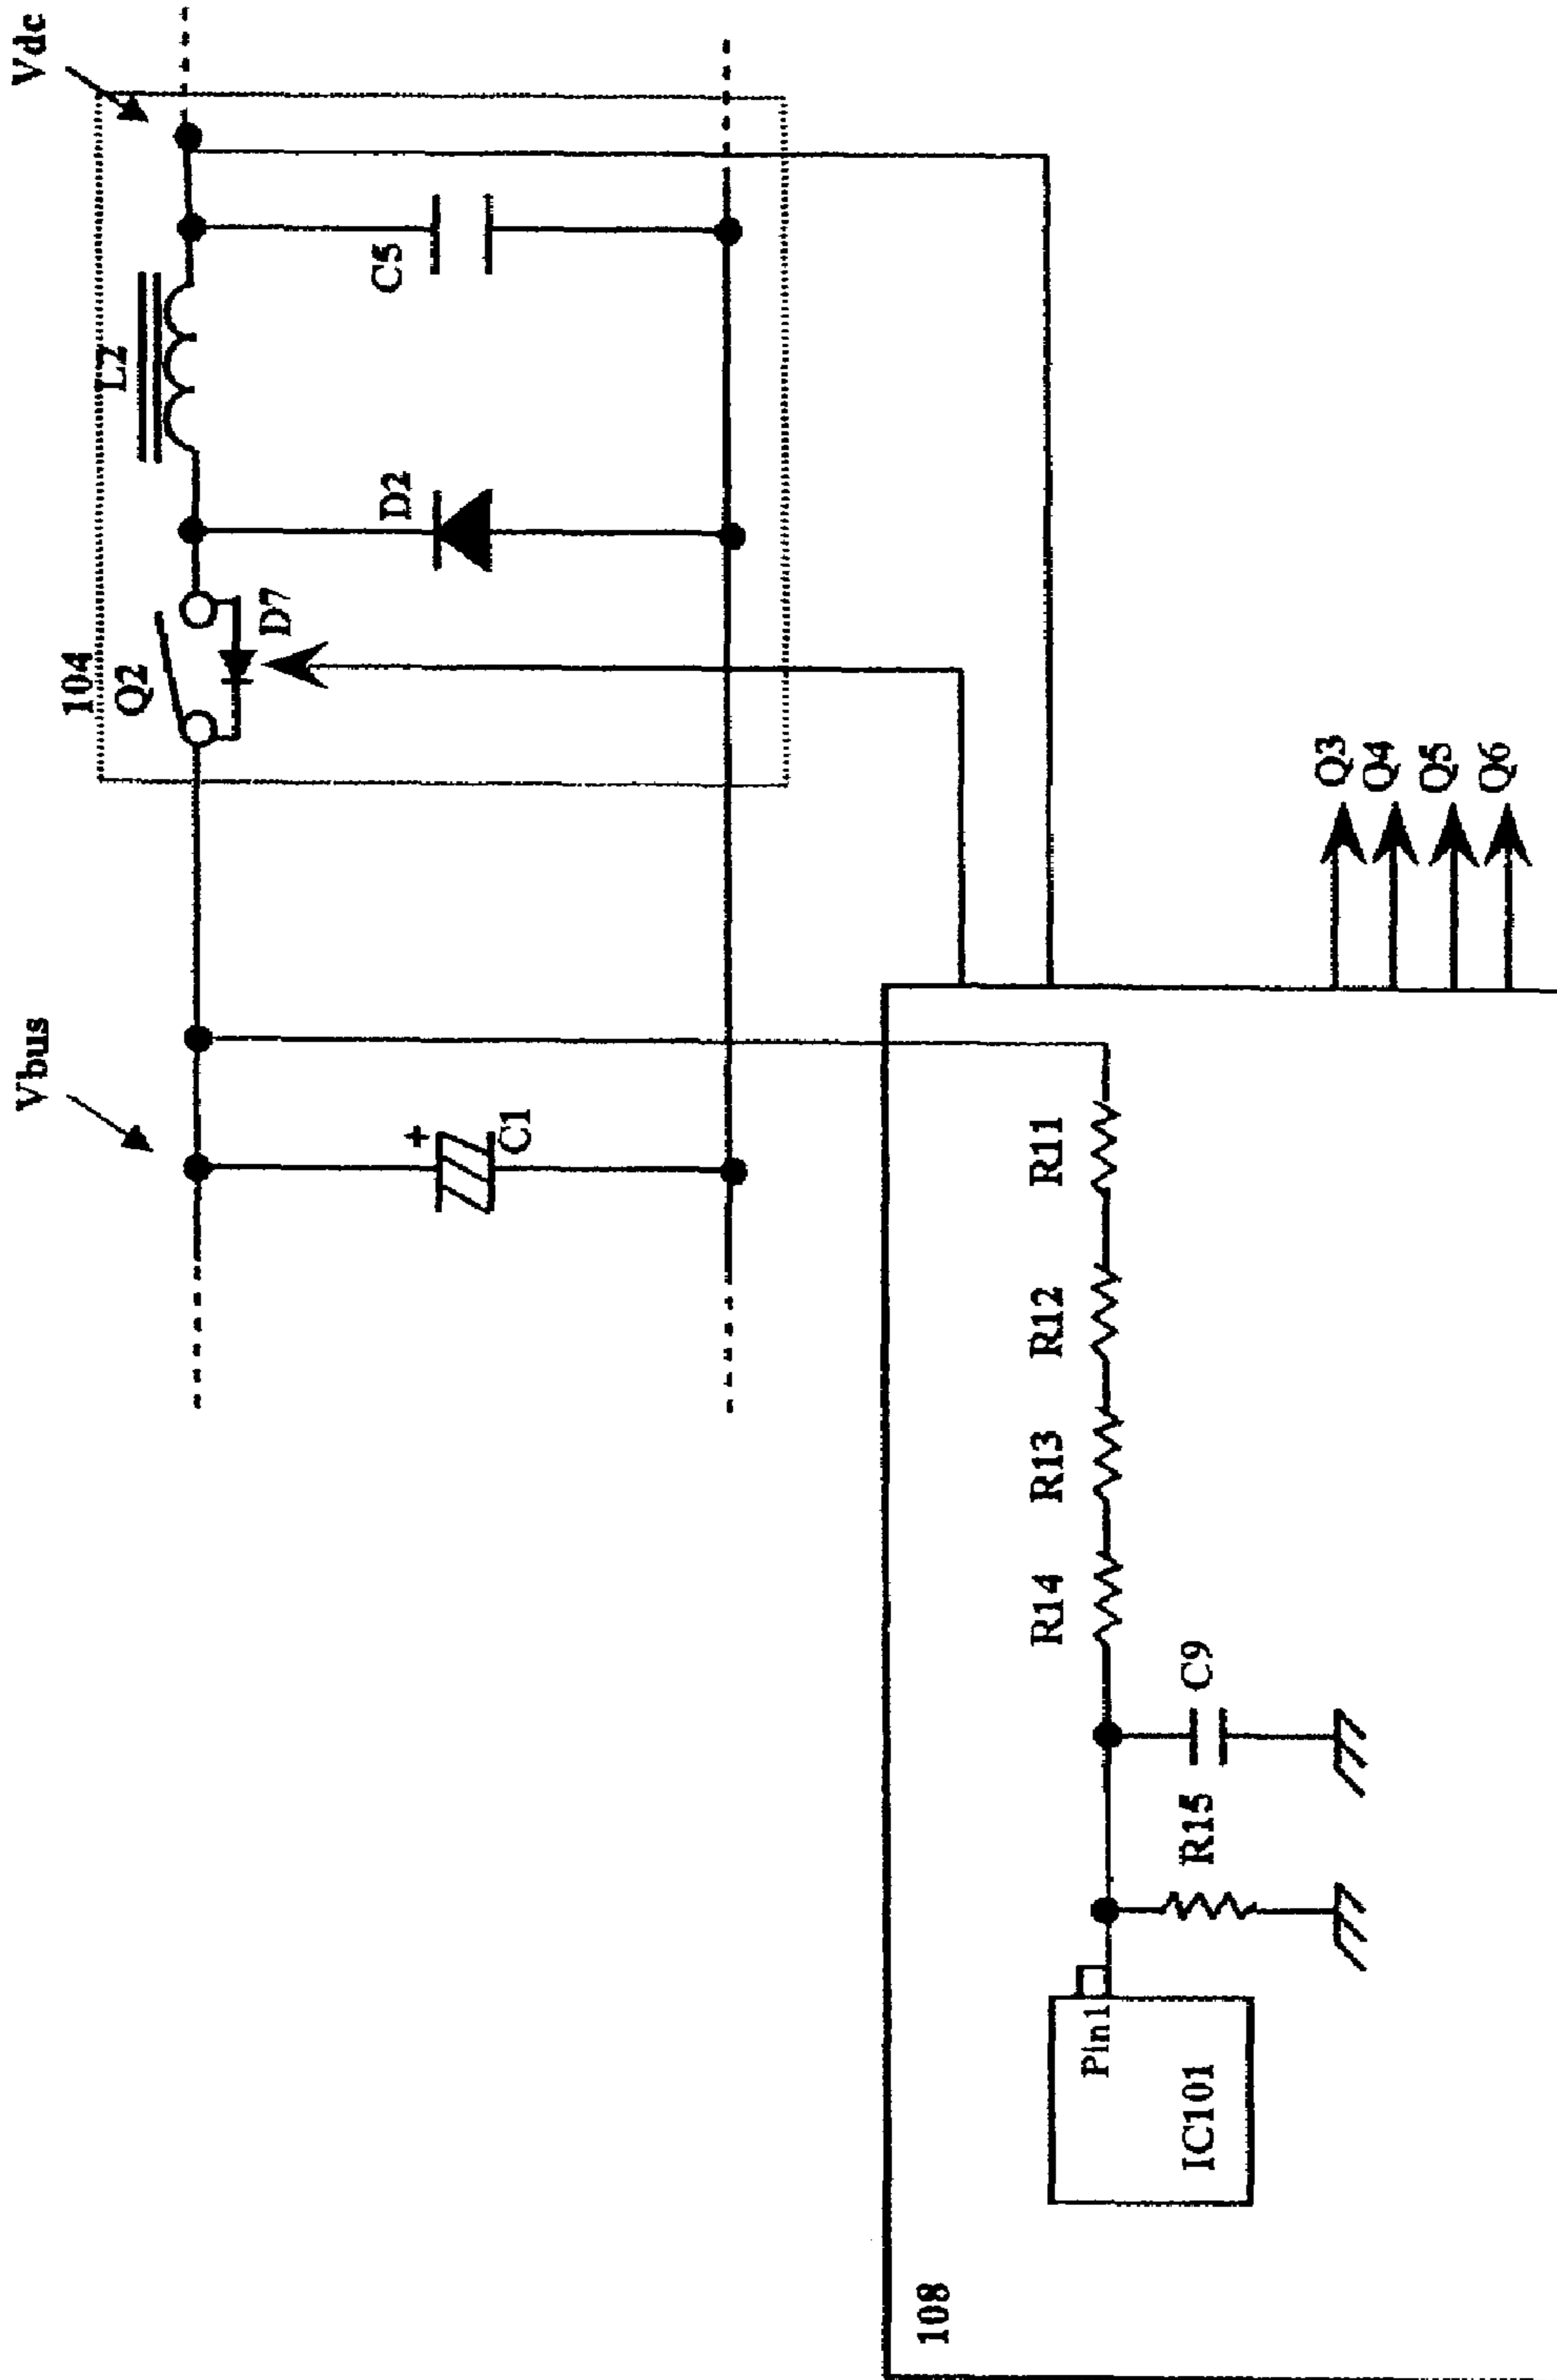 Vbus
Vdc
104
Q2
D7
L2
D2
C5
+
C1
108
IC101
Pin1
R15
C9
R14
R13
R12
R11
Q3
Q4
Q5
Q6